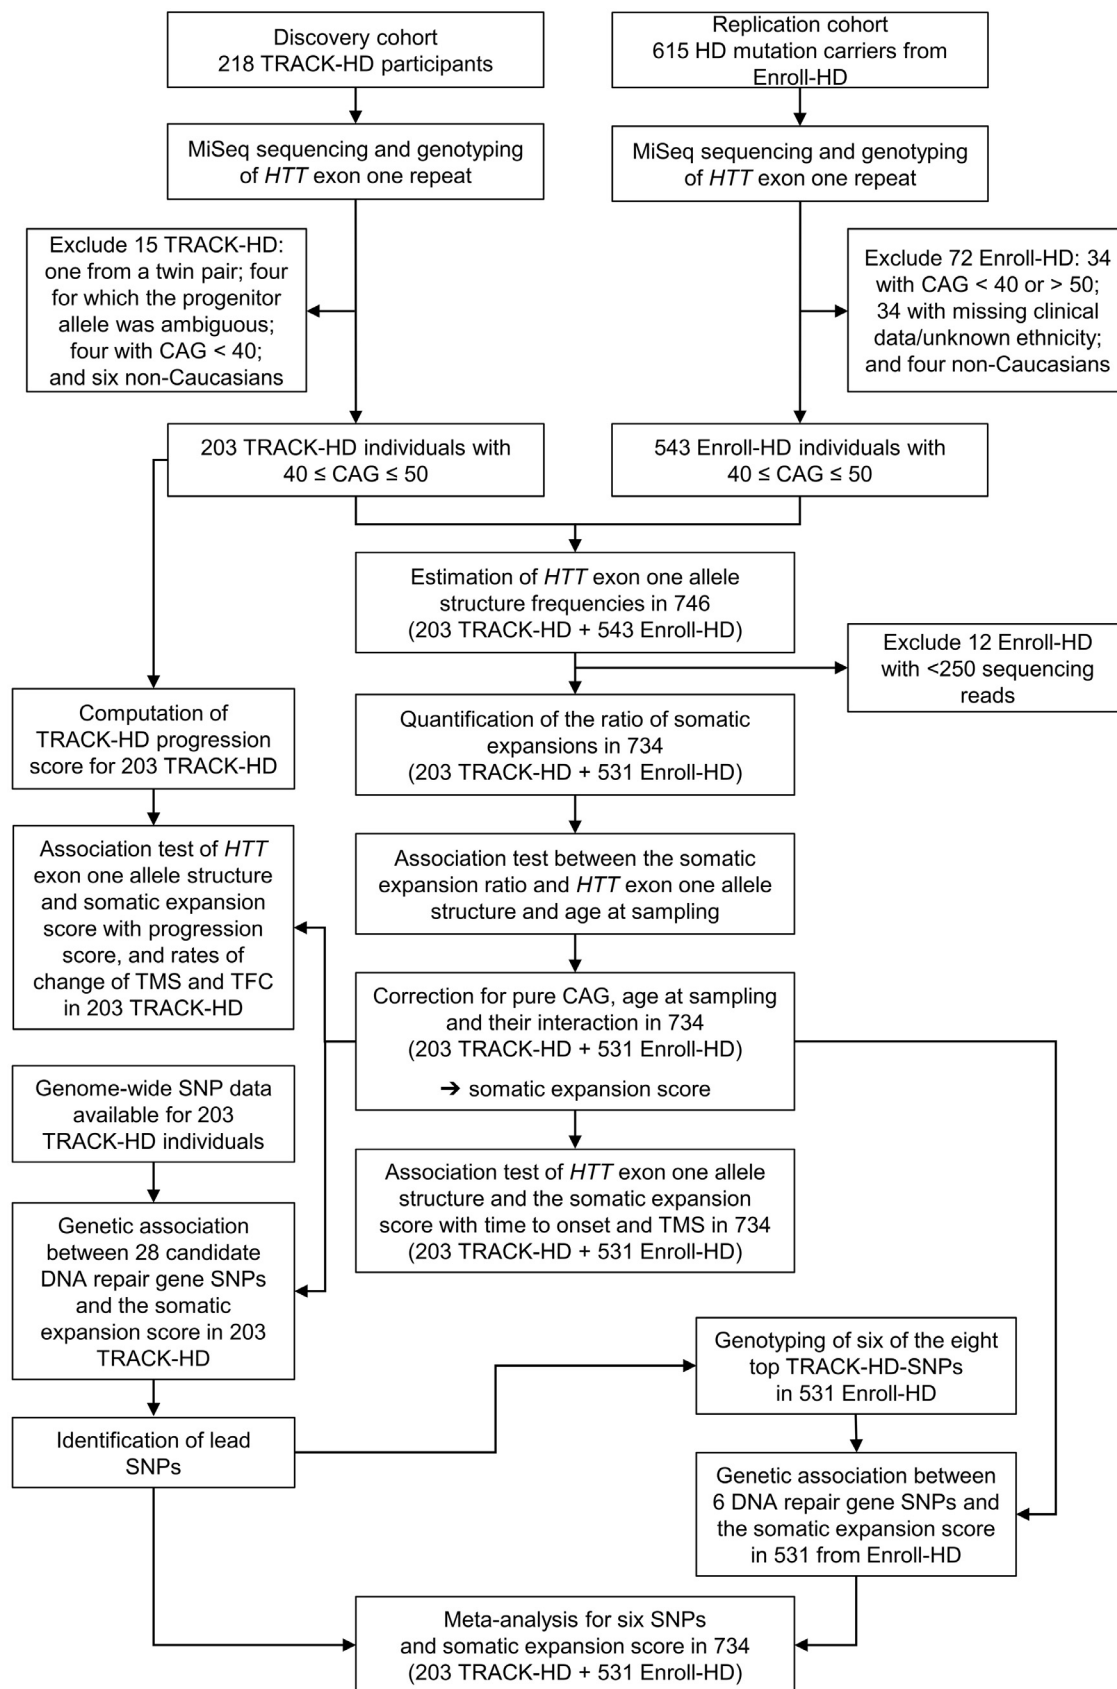 Discovery cohort
218 TRACK-HD participants
Replication cohort
615 HD mutation carriers from
Enroll-HD
MiSeq sequencing and genotyping
of HTT exon one repeat
MiSeq sequencing and genotyping
of HTT exon one repeat
Exclude 15 TRACK-HD:
one from a twin pair; four
for which the progenitor
allele was ambiguous;
four with CAG < 40;
and six non-Caucasians
Exclude 72 Enroll-HD: 34
with CAG < 40 or > 50;
34 with missing clinical
data/unknown ethnicity;
and four non-Caucasians
203 TRACK-HD individuals with
40 ≤ CAG ≤ 50
543 Enroll-HD individuals with
40 ≤ CAG ≤ 50
Estimation of HTT exon one allele
structure frequencies in 746
(203 TRACK-HD + 543 Enroll-HD)
Exclude 12 Enroll-HD
with <250 sequencing
reads
Computation of
TRACK-HD progression
score for 203 TRACK-HD
Quantification of the ratio of somatic
expansions in 734
(203 TRACK-HD + 531 Enroll-HD)
Association test of HTT
exon one allele structure
and somatic expansion
score with progression
score, and rates of
change of TMS and TFC
in 203 TRACK-HD
Association test between the somatic
expansion ratio and HTT exon one allele
structure and age at sampling
Correction for pure CAG, age at sampling
and their interaction in 734
(203 TRACK-HD + 531 Enroll-HD)
➔ somatic expansion score
Genome-wide SNP data
available for 203
TRACK-HD individuals
Association test of HTT exon one allele
structure and the somatic expansion
score with time to onset and TMS in 734
(203 TRACK-HD + 531 Enroll-HD)
Genetic association
between 28 candidate
DNA repair gene SNPs
and the somatic
expansion score in 203
TRACK-HD
Genotyping of six of the eight
top TRACK-HD-SNPs
in 531 Enroll-HD
Identification of lead
SNPs
Genetic association between
6 DNA repair gene SNPs and
the somatic expansion score
in 531 from Enroll-HD
Meta-analysis for six SNPs
and somatic expansion score in 734
(203 TRACK-HD + 531 Enroll-HD)